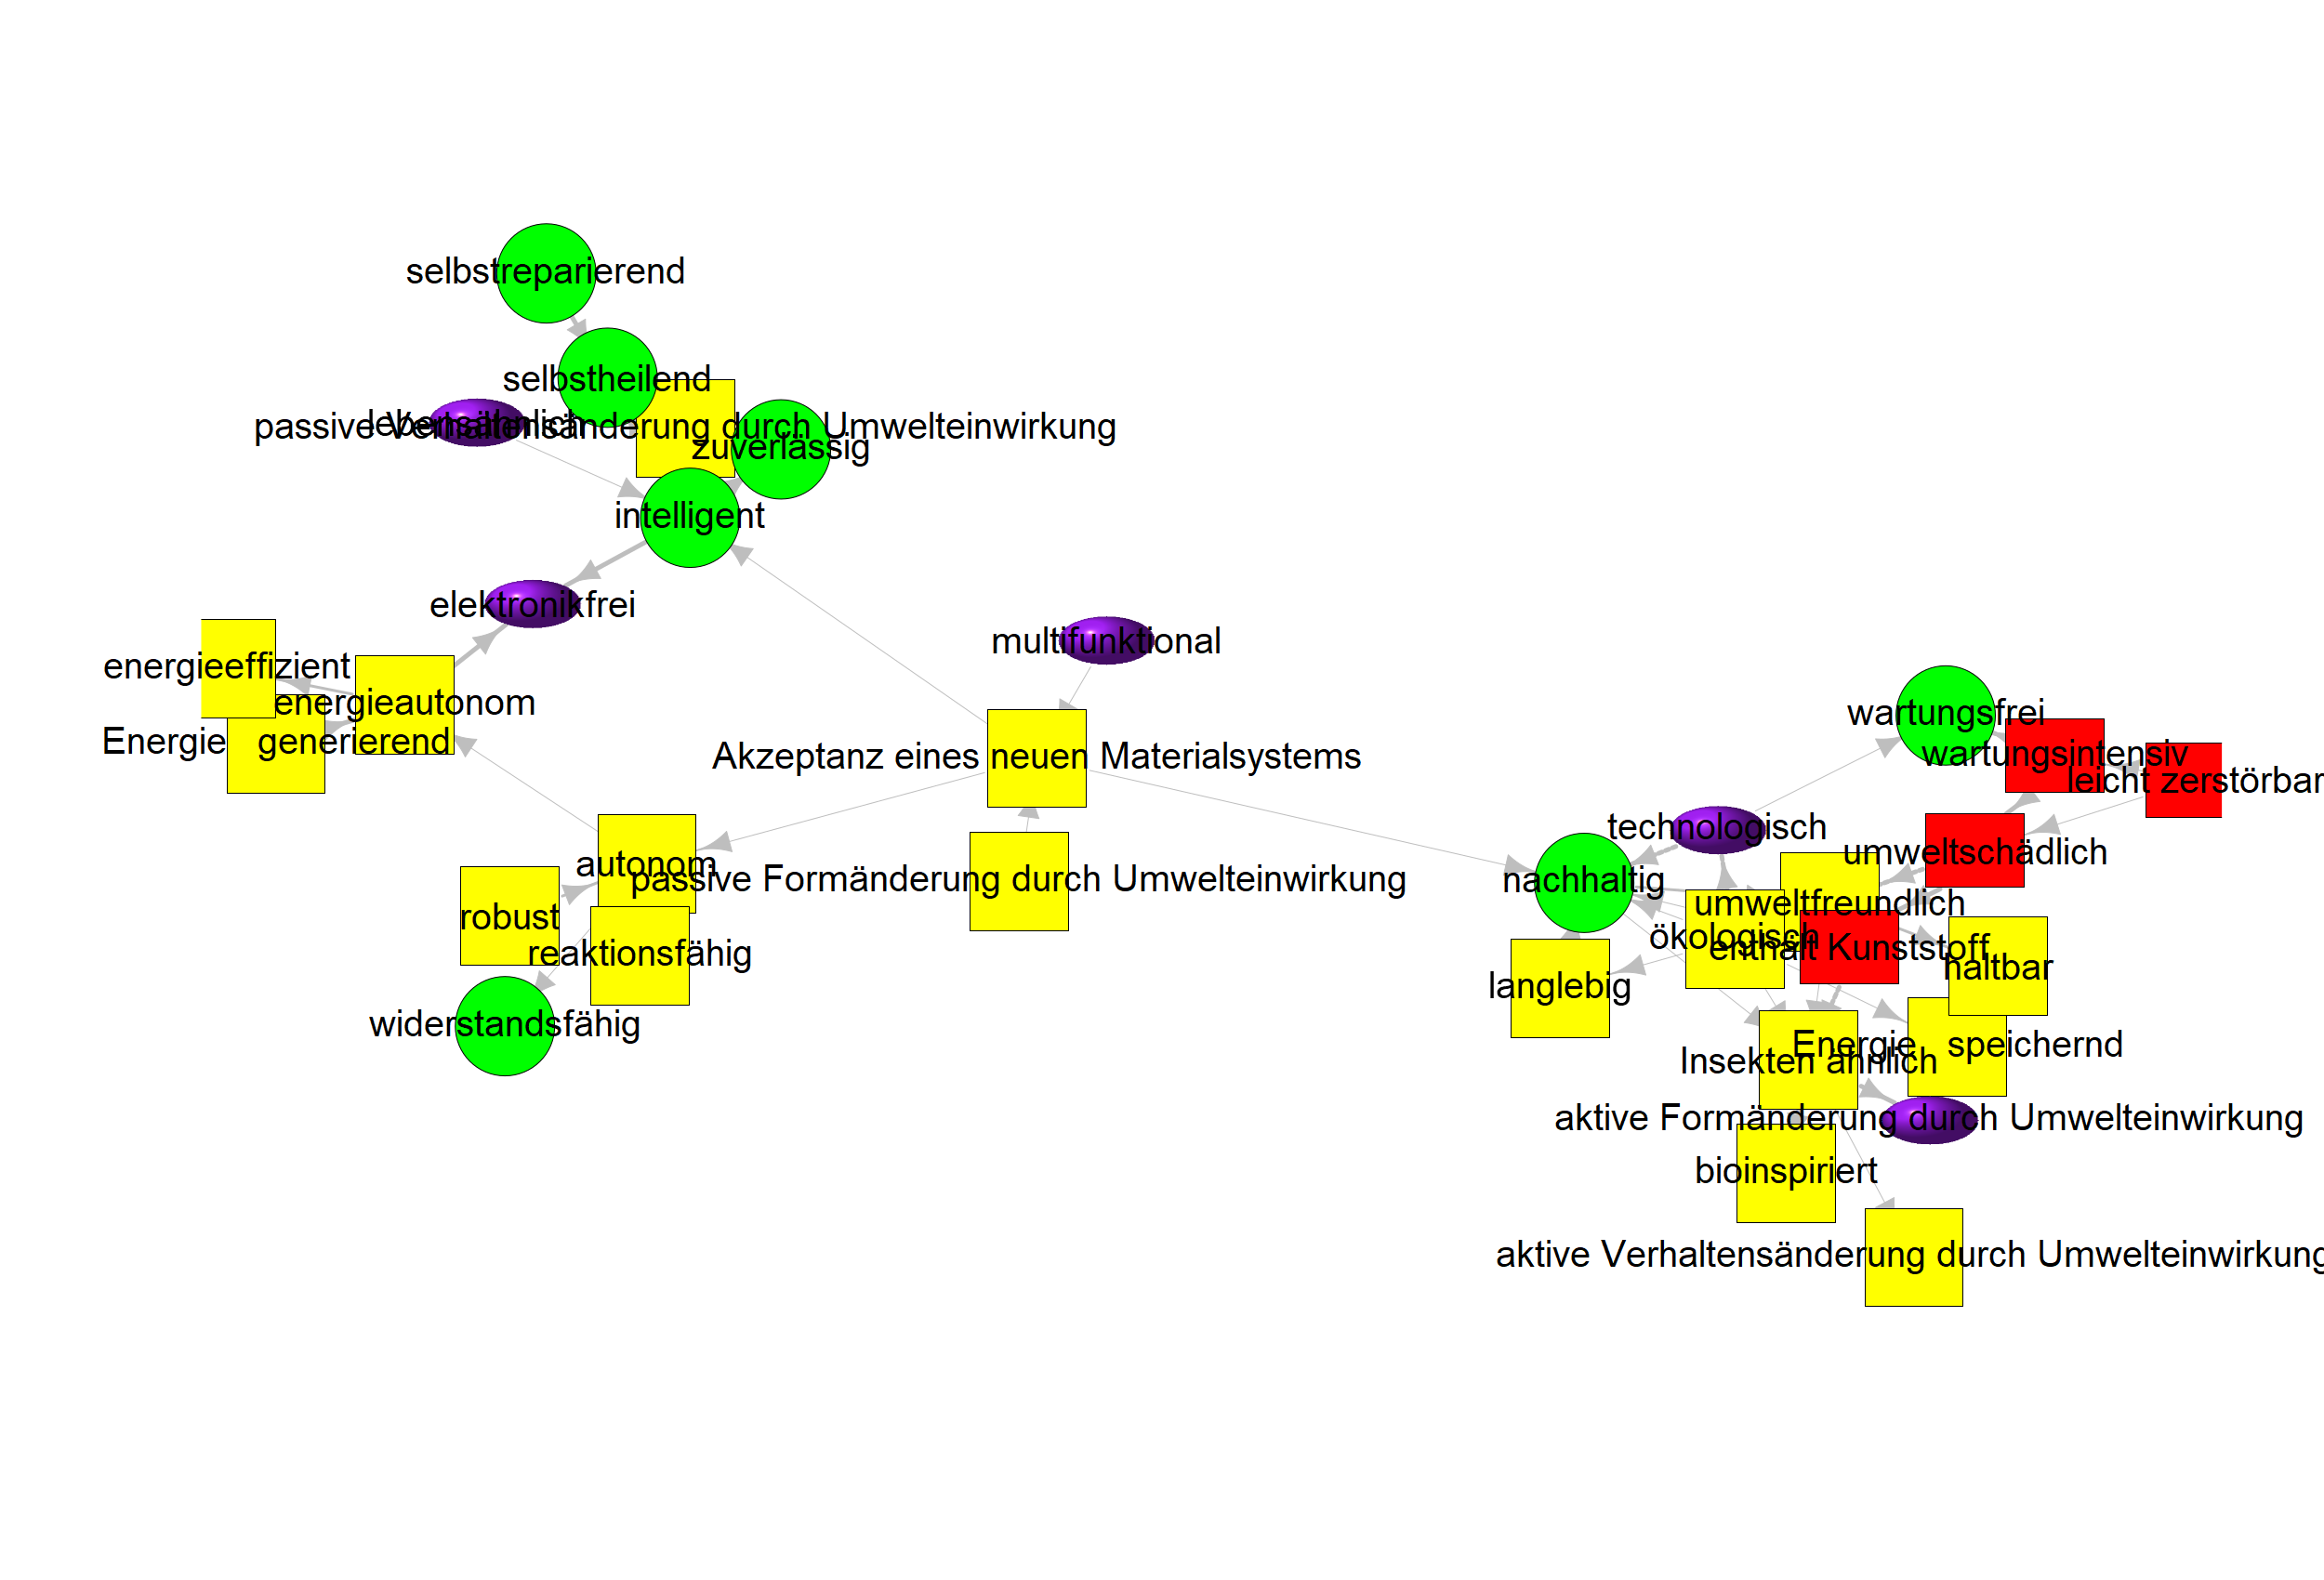 selbstreparierend
selbstheilend
lebensähnlich
passive Verhaltensänderung durch Umwelteinwirkung
zuverlässig
intelligent
elektronikfrei
multifunktional
energieeffizient
energieautonom
Energie generierend
Akzeptanz eines neuen Materialsystems
wartungsfrei
wartungsintensiv
leicht zerstörbar
technologisch
umweltschädlich
autonom
passive Formänderung durch Umwelteinwirkung
nachhaltig
umweltfreundlich
robust
ökologisch
enthält Kunststoff
reaktionsfähig
haltbar
langlebig
widerstandsfähig
Energie speichernd
Insekten ähnlich
aktive Formänderung durch Umwelteinwirkung
bioinspiriert
aktive Verhaltensänderung durch Umwelteinwirkung